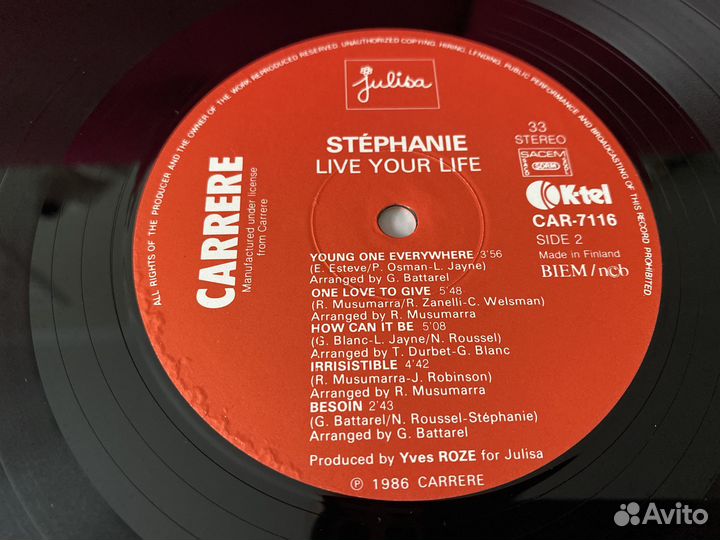 ALL RIGHTS OF THE PRODUCER AND THE OWNER OF THE WORK REPRODUCED RESERVED. UNAUTHORIZED COPYING, HIRING, LENDING, PUBLIC PERFORMANCE AND BROADCASTING OF THIS RECORD PROHIBITED
Julisa
STÉPHANIE
LIVE YOUR LIFE
33
STEREO
SACEM
SDRM
K-tel
CAR-7116
SIDE 2
Made in Finland
BIEM/ncb
CARRERE
Manufactured under license
from Carrere
YOUNG ONE EVERYWHERE 3'56
(E. Esteve/P. Osman-L. Jayne)
Arranged by G. Battarel
ONE LOVE TO GIVE 5'48
(R. Musumarra/R. Zanelli-C. Welsman)
Arranged by R. Musumarra
HOW CAN IT BE 5'08
(G. Blanc-L. Jayne/N. Roussel)
Arranged by T. Durbet-G. Blanc
IRRISISTIBLE 4'42
(R. Musumarra-J. Robinson)
Arranged by R. Musumarra
BESOIN 2'43
(G. Battarel/N. Roussel-Stéphanie)
Arranged by G. Battarel
Produced by Yves ROZE for Julisa
℗ 1986 CARRERE
Avito